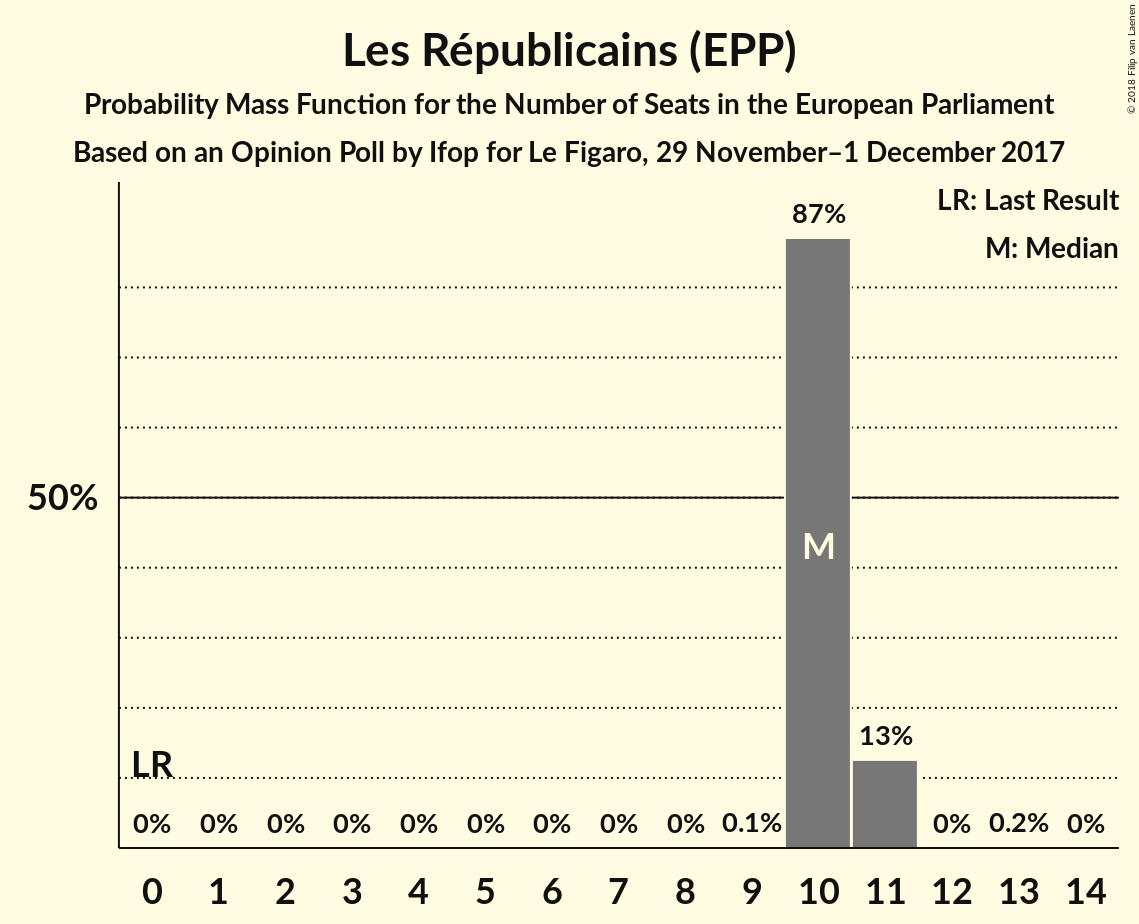 Les Républicains (EPP)
Probability Mass Function for the Number of Seats in the European Parliament
Based on an Opinion Poll by Ifop for Le Figaro, 29 November–1 December 2017
© 2018 Filip van Laenen
LR: Last Result
M: Median
87%
50%
M
13%
LR
0% 0% 0% 0% 0% 0% 0% 0% 0% 0.1% 0% 0.2% 0%
0 1 2 3 4 5 6 7 8 9 10 11 12 13 14